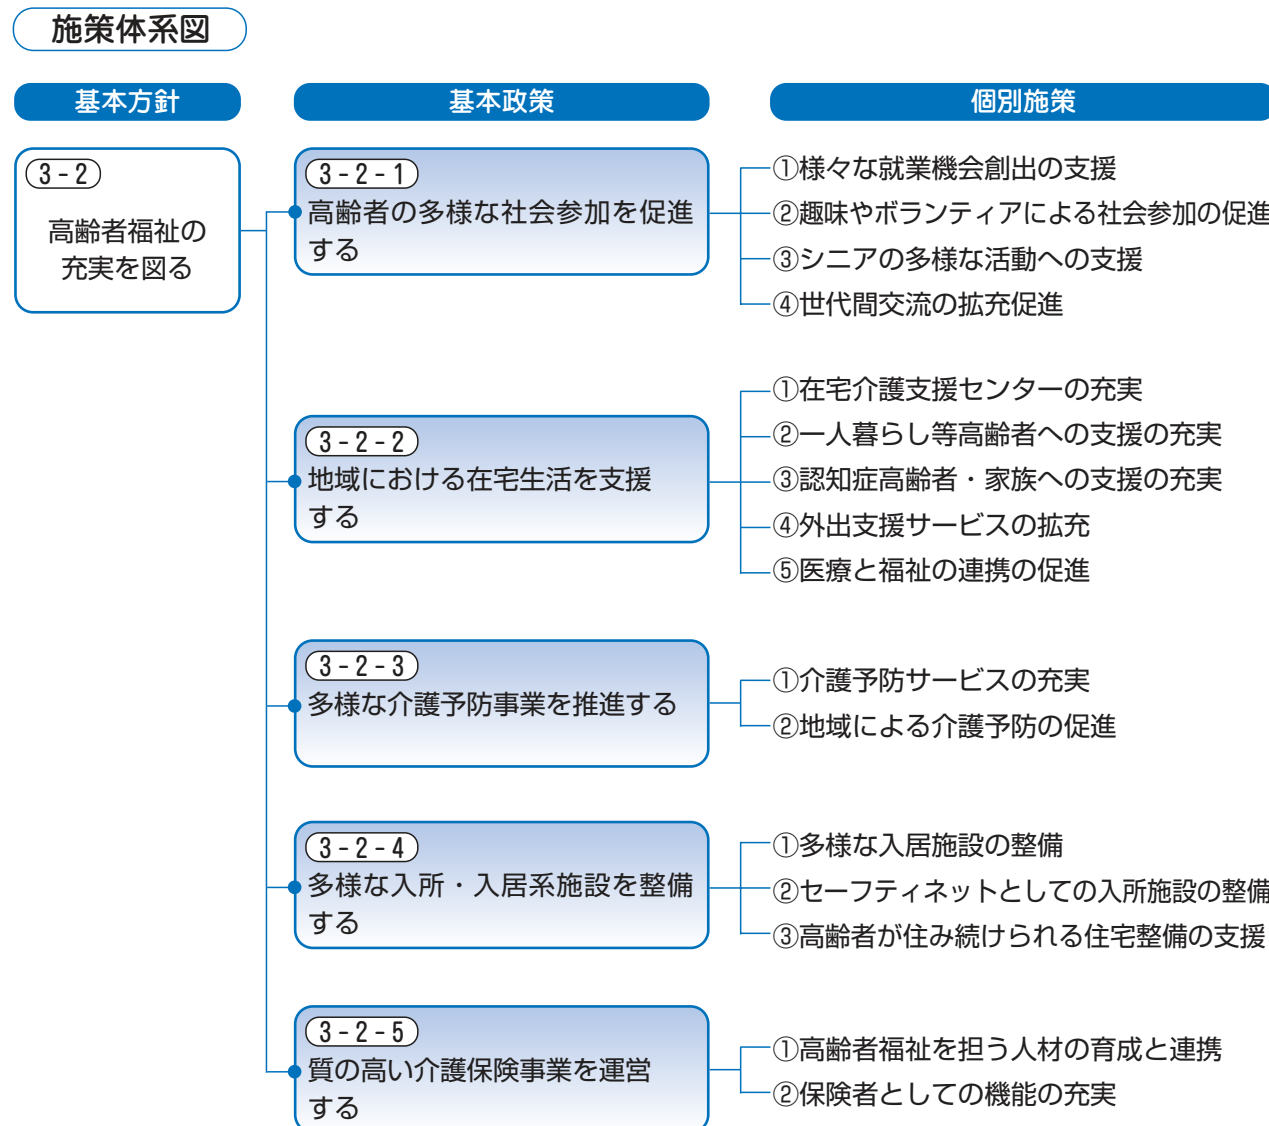 施策体系図
基本方針
基本政策
個別施策
3-2
高齢者福祉の
充実を図る
3-2-1
高齢者の多様な社会参加を促進
する
①様々な就業機会創出の支援
②趣味やボランティアによる社会参加の促進
③シニアの多様な活動への支援
④世代間交流の拡充促進
3-2-2
地域における在宅生活を支援
する
①在宅介護支援センターの充実
②一人暮らし等高齢者への支援の充実
③認知症高齢者・家族への支援の充実
④外出支援サービスの拡充
⑤医療と福祉の連携の促進
3-2-3
多様な介護予防事業を推進する
①介護予防サービスの充実
②地域による介護予防の促進
3-2-4
多様な入所・入居系施設を整備
する
①多様な入居施設の整備
②セーフティネットとしての入所施設の整備
③高齢者が住み続けられる住宅整備の支援
3-2-5
質の高い介護保険事業を運営
する
①高齢者福祉を担う人材の育成と連携
②保険者としての機能の充実